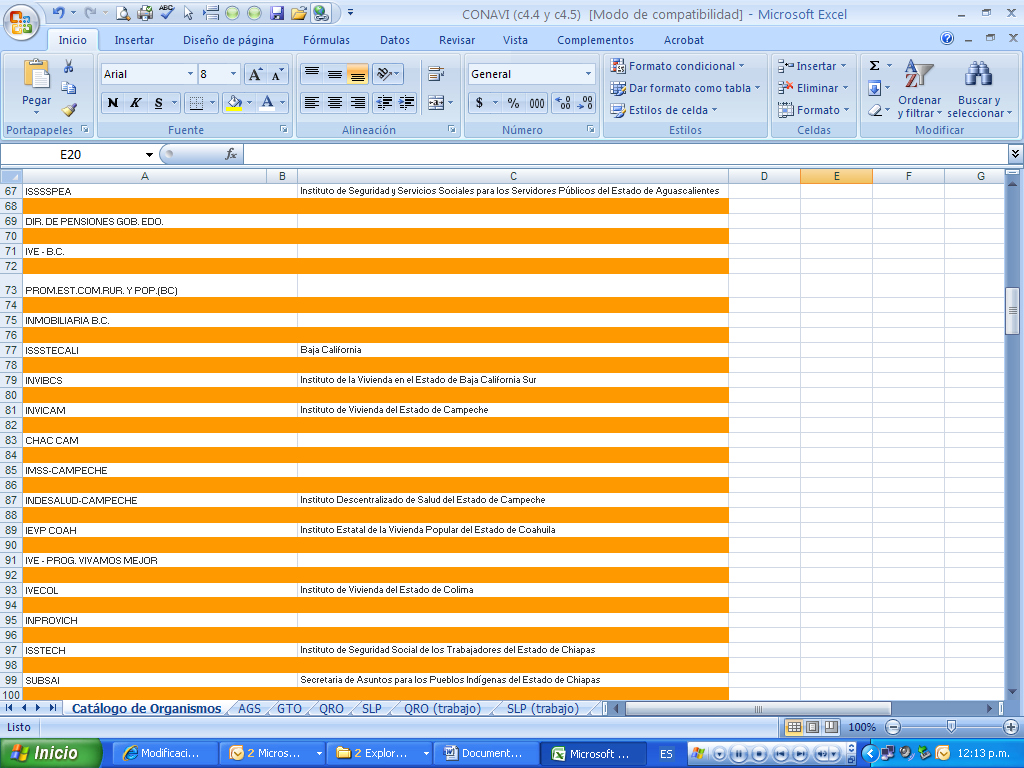 CONAVI (c4.4 y c4.5) [Modo de compatibilidad] - Microsoft Excel
Inicio Insertar Diseño de página Fórmulas Datos Revisar Vista Complementos Acrobat
Pegar
Arial 8
N K S
General
$ % 000
Formato condicional
Dar formato como tabla
Estilos de celda
Insertar
Eliminar
Formato
Σ
Ordenar y filtrar
Buscar y seleccionar
Portapapeles Fuente Alineación Número Estilos Celdas Modificar
E20 fx
A B C D E F G
67 ISSSSPEA Instituto de Seguridad y Servicios Sociales para los Servidores Públicos del Estado de Aguascalientes
68
69 DIR. DE PENSIONES GOB. EDO.
70
71 IVE - B.C.
72
73 PROM.EST.COM.RUR. Y POP.(BC)
74
75 INMOBILIARIA B.C.
76
77 ISSSTECALI Baja California
78
79 INVIBCS Instituto de la Vivienda en el Estado de Baja California Sur
80
81 INVICAM Instituto de Vivienda del Estado de Campeche
82
83 CHAC CAM
84
85 IMSS-CAMPECHE
86
87 INDESALUD-CAMPECHE Instituto Descentralizado de Salud del Estado de Campeche
88
89 IEVP COAH Instituto Estatal de la Vivienda Popular del Estado de Coahuila
90
91 IVE - PROG. VIVAMOS MEJOR
92
93 IVECOL Instituto de Vivienda del Estado de Colima
94
95 INPROVICH
96
97 ISSTECH Instituto de Seguridad Social de los Trabajadores del Estado de Chiapas
98
99 SUBSAI Secretaria de Asuntos para los Pueblos Indígenas del Estado de Chiapas
100
Catálogo de Organismos AGS GTO QRO SLP QRO (trabajo) SLP (trabajo)
Listo 100%
Inicio Modificaci... 2 Micros... 2 Explor... Document... Microsoft ... ES 12:13 p.m.